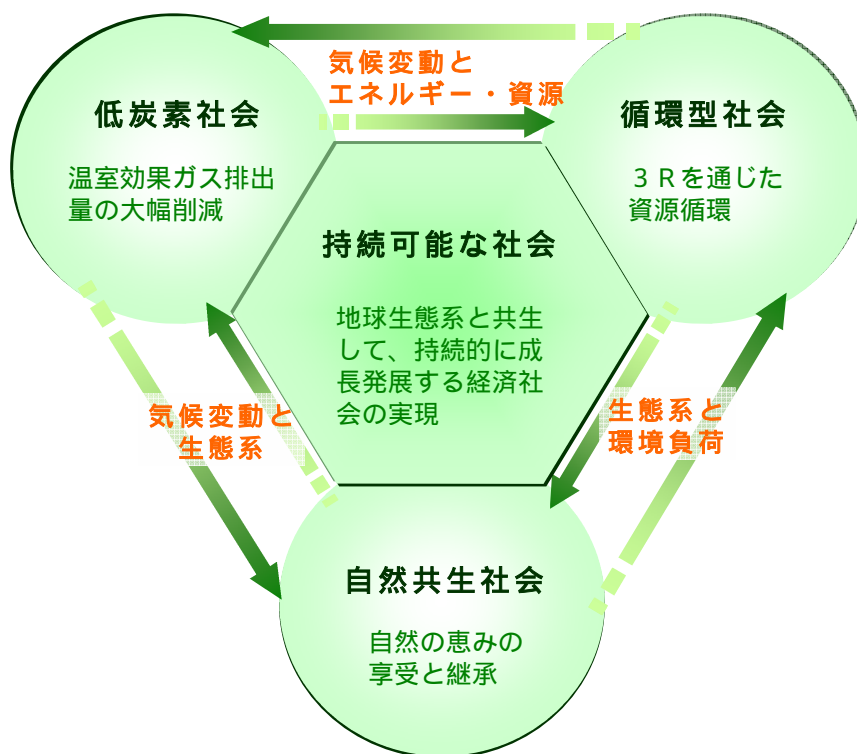 気候変動と
エネルギー・資源
低炭素社会
温室効果ガス排出
量の大幅削減
循環型社会
３Ｒを通じた
資源循環
持続可能な社会
地球生態系と共生
して、持続的に成
長発展する経済社
会の実現
気候変動と
生態系
生態系と
環境負荷
自然共生社会
自然の恵みの
享受と継承